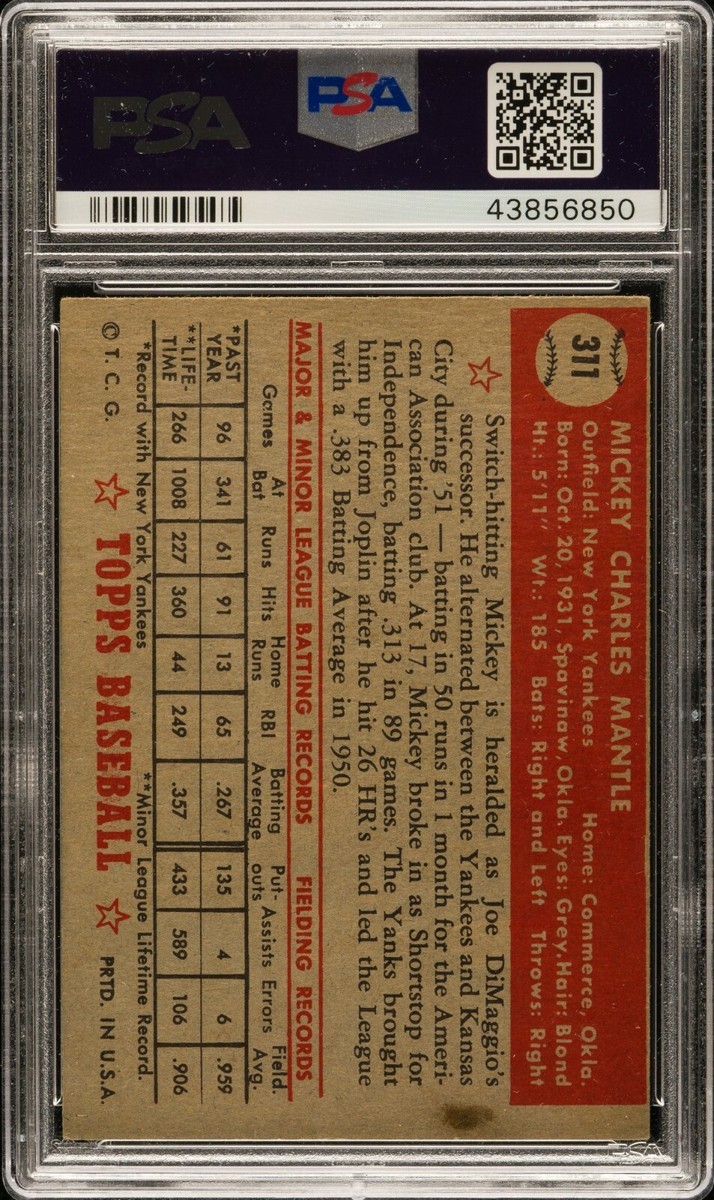 PSA
PSA
43856850
311
MICKEY CHARLES MANTLE
Outfield: New York Yankees Home: Commerce, Okla.
Born: Oct. 20, 1931, Spavinaw, Okla. Eyes: Grey, Hair: Blond
Ht.: 5'11" Wt.: 185 Bats: Right and Left Throws: Right
Switch-hitting Mickey is heralded as Joe DiMaggio's
successor. He alternated between the Yankees and Kansas
City during '51 — batting in 50 runs in 1 month for the Ameri-
can Association club. At 17, Mickey broke in as Shortstop for
Independence, batting .313 in 89 games. The Yanks brought
him up from Joplin after he hit 26 HR's and led the League
with a .383 Batting Average in 1950.
MAJOR & MINOR LEAGUE BATTING RECORDS FIELDING RECORDS
Games At Bat Runs Hits Home Runs RBI Batting Average Put-outs Assists Errors Field. Avg.
*PAST YEAR 96 341 61 91 13 65 .267 135 4 6 .959
**LIFE-TIME 266 1008 227 360 44 249 .357 433 589 106 .906
*Record with New York Yankees **Minor League Lifetime Record.
© T. C. G. TOPPS BASEBALL PRTD. IN U.S.A.
PSA